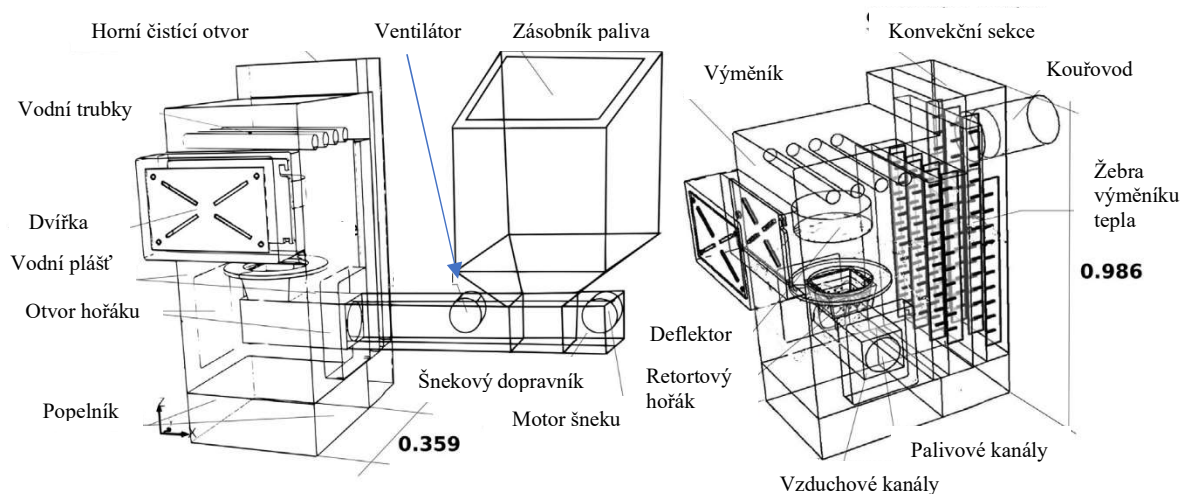 Horní čistící otvor
Ventilátor
Zásobník paliva
Vodní trubky
Dvířka
Vodní plášť
Otvor hořáku
Šnekový dopravník
Popelník
Motor šneku
0.359
Z
X
Konvekční sekce
Výměník
Kouřovod
Žebra
výměníku
tepla
0.986
Deflektor
Retortový
hořák
Palivové kanály
Vzduchové kanály